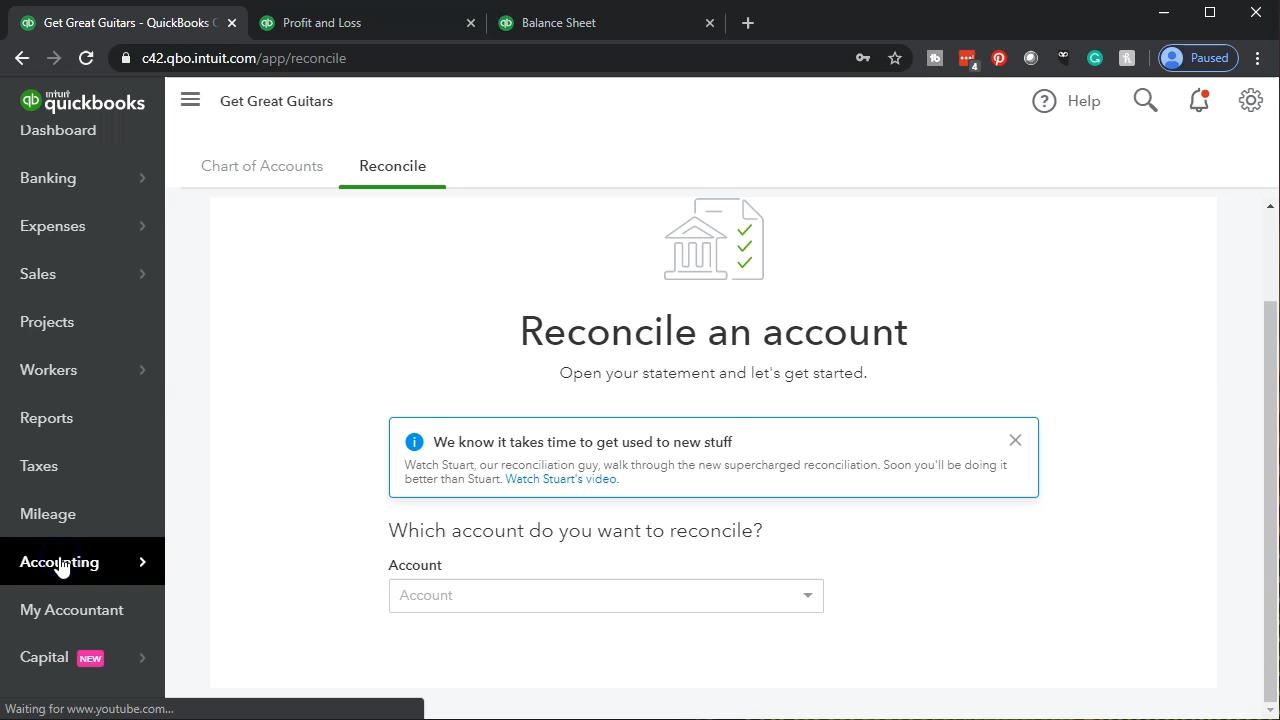 Get Great Guitars - QuickBooks
Profit and Loss
Balance Sheet
c42.qbo.intuit.com/app/reconcile
4
Paused
intuit
quickbooks
Get Great Guitars
Help
Dashboard
Banking
Expenses
Sales
Projects
Workers
Reports
Taxes
Mileage
Accounting
My Accountant
Capital NEW
Chart of Accounts
Reconcile
Reconcile an account
Open your statement and let's get started.
We know it takes time to get used to new stuff
Watch Stuart, our reconciliation guy, walk through the new supercharged reconciliation. Soon you'll be doing it
better than Stuart. Watch Stuart's video.
Which account do you want to reconcile?
Account
Account
Waiting for www.youtube.com...